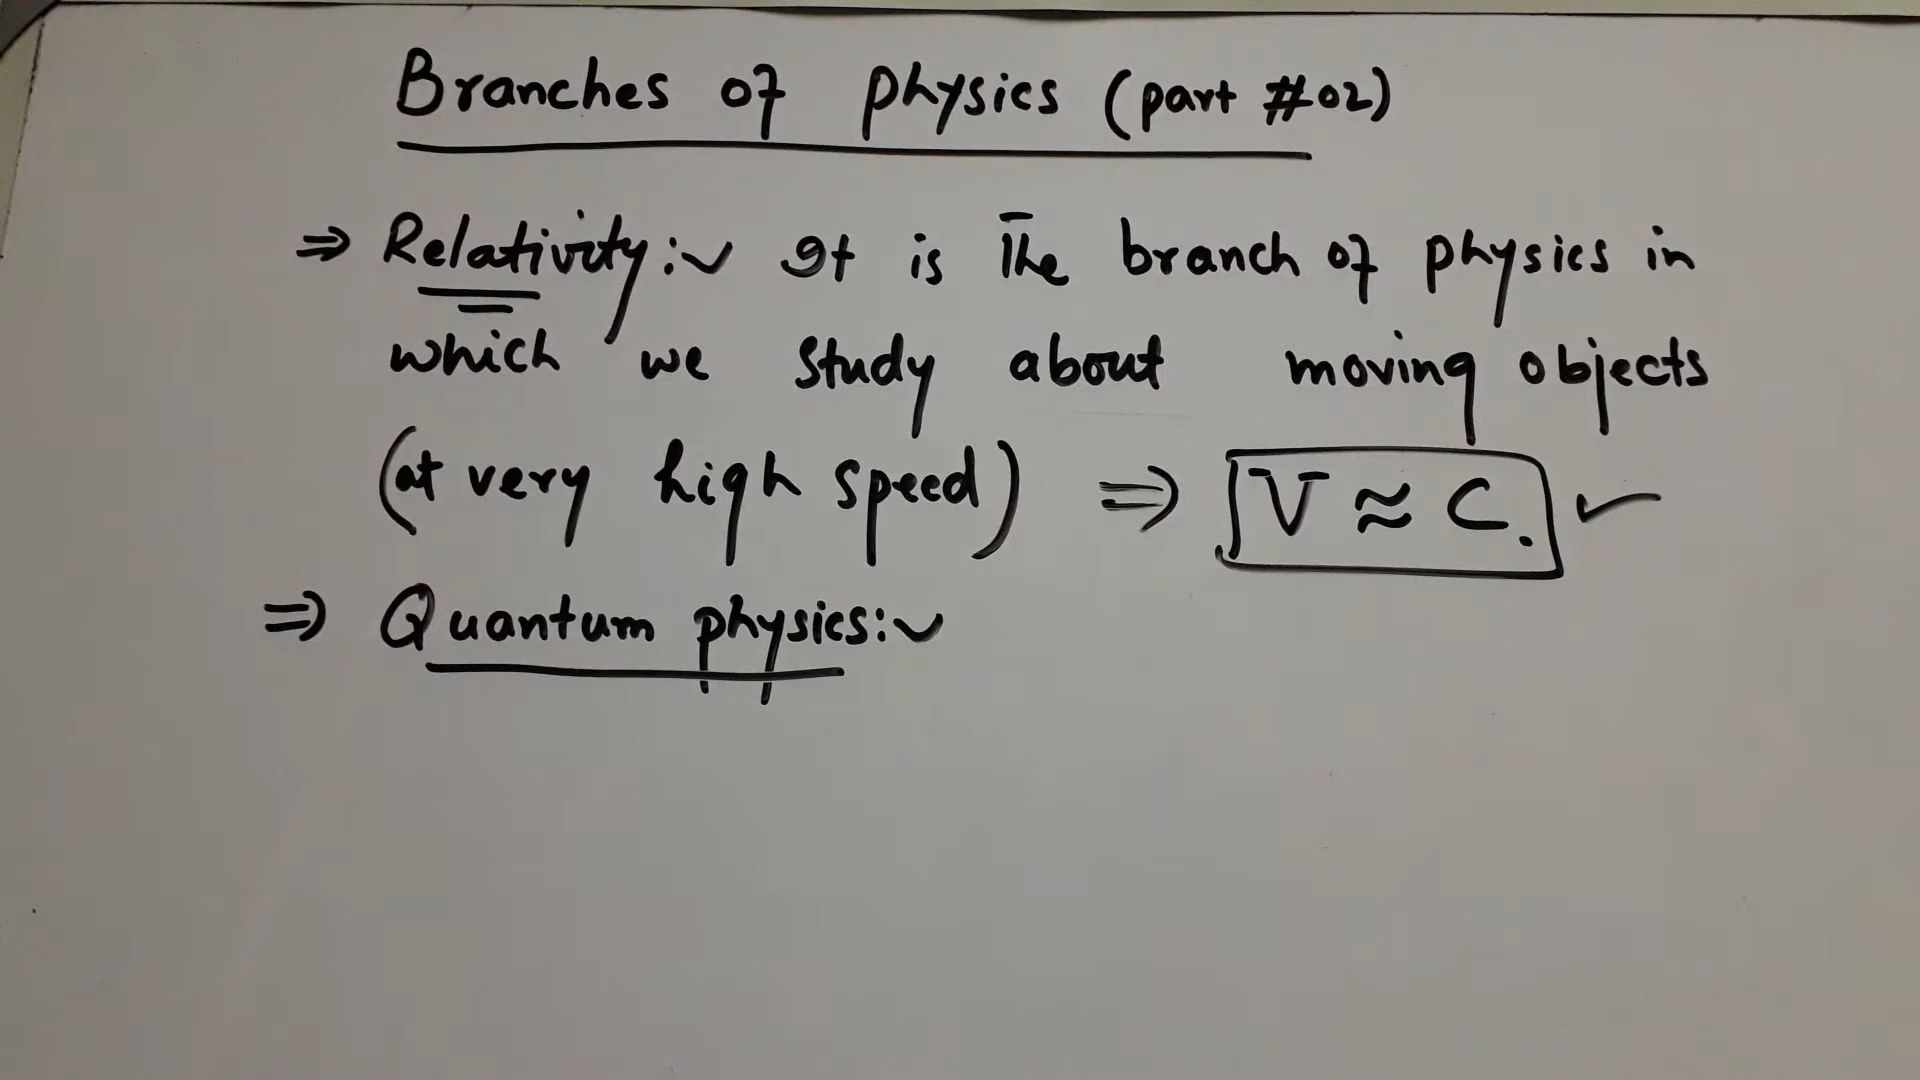 Branches of physics (part #02)
⇒ Relativity:~ It is the branch of physics in
which we study about moving objects
(at very high speed) ⇒ V ≈ C. ✓
⇒ Quantum physics:~